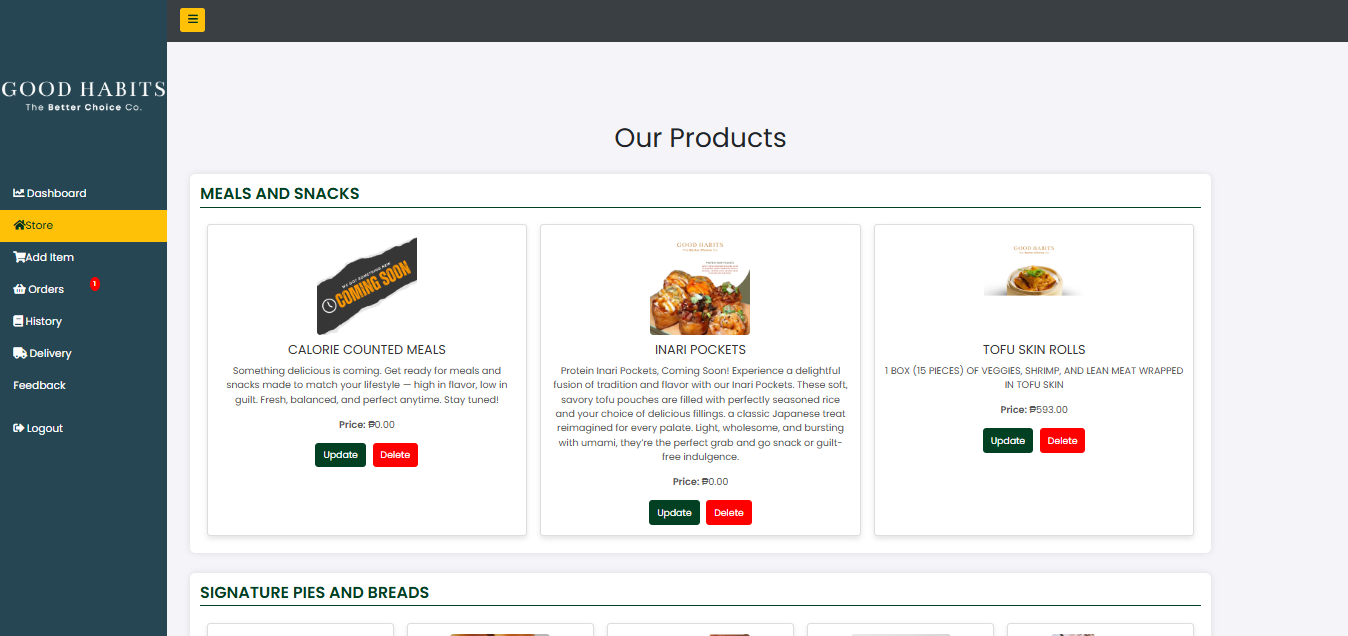 GOOD HABITS
The Better Choice Co.
Dashboard
Store
Add Item
Orders
1
History
Delivery
Feedback
Logout
Our Products
MEALS AND SNACKS
COMING SOON
CALORIE COUNTED MEALS
Something delicious is coming. Get ready for meals and
snacks made to match your lifestyle — high in flavor, low in
guilt. Fresh, balanced, and perfect anytime. Stay tuned!
Price: ₱0.00
Update
Delete
GOOD HABITS
INARI POCKETS
Protein Inari Pockets, Coming Soon! Experience a delightful
fusion of tradition and flavor with our Inari Pockets. These soft,
savory tofu pouches are filled with perfectly seasoned rice
and your choice of delicious fillings. a classic Japanese treat
reimagined for every palate. Light, wholesome, and bursting
with umami, they're the perfect grab and go snack or guilt-
free indulgence.
Price: ₱0.00
Update
Delete
GOOD HABITS
TOFU SKIN ROLLS
1 BOX (15 PIECES) OF VEGGIES, SHRIMP, AND LEAN MEAT WRAPPED
IN TOFU SKIN
Price: ₱593.00
Update
Delete
SIGNATURE PIES AND BREADS